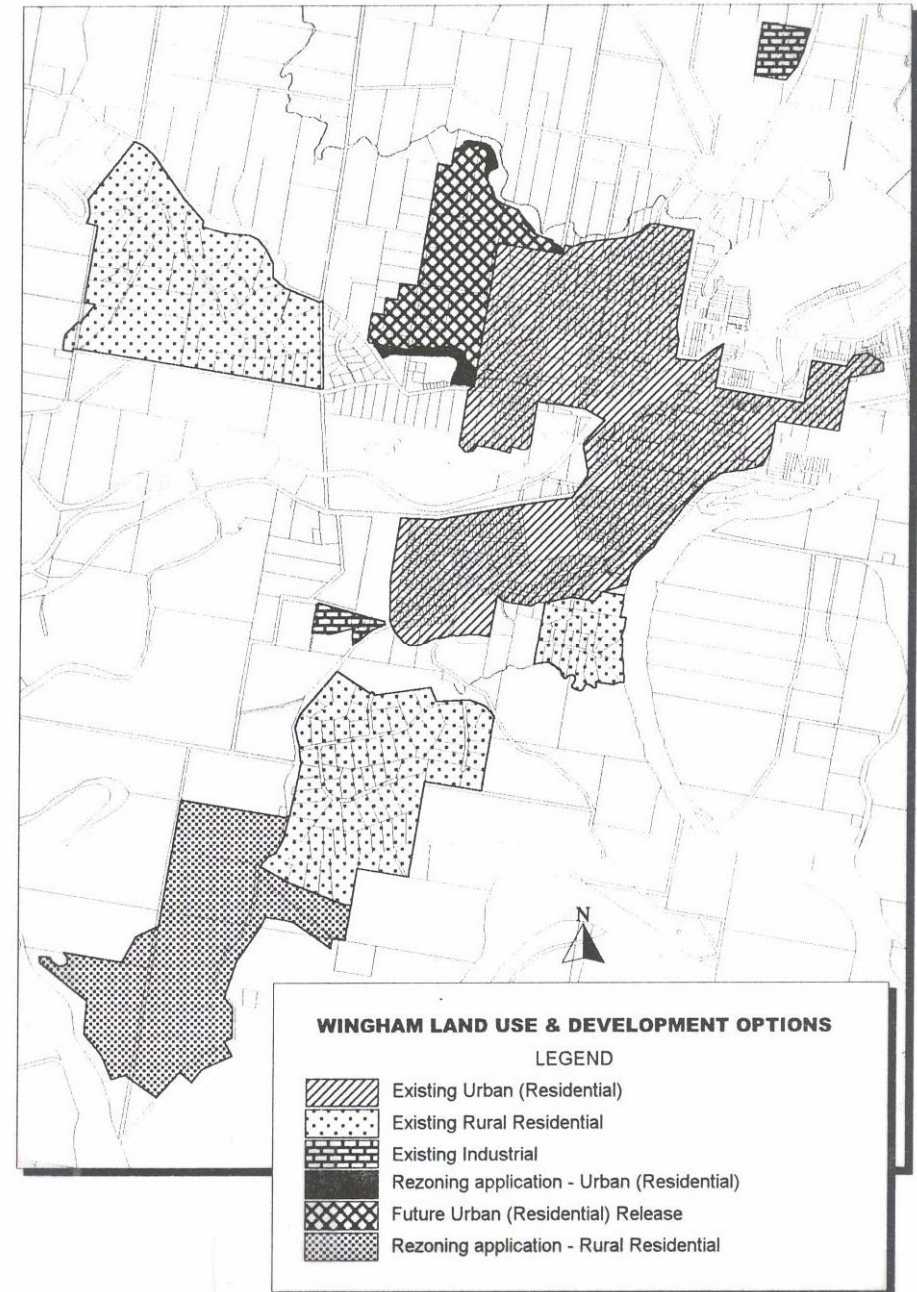 N
WINGHAM LAND USE & DEVELOPMENT OPTIONS
LEGEND
Existing Urban (Residential)
Existing Rural Residential
Existing Industrial
Rezoning application - Urban (Residential)
Future Urban (Residential) Release
Rezoning application - Rural Residential